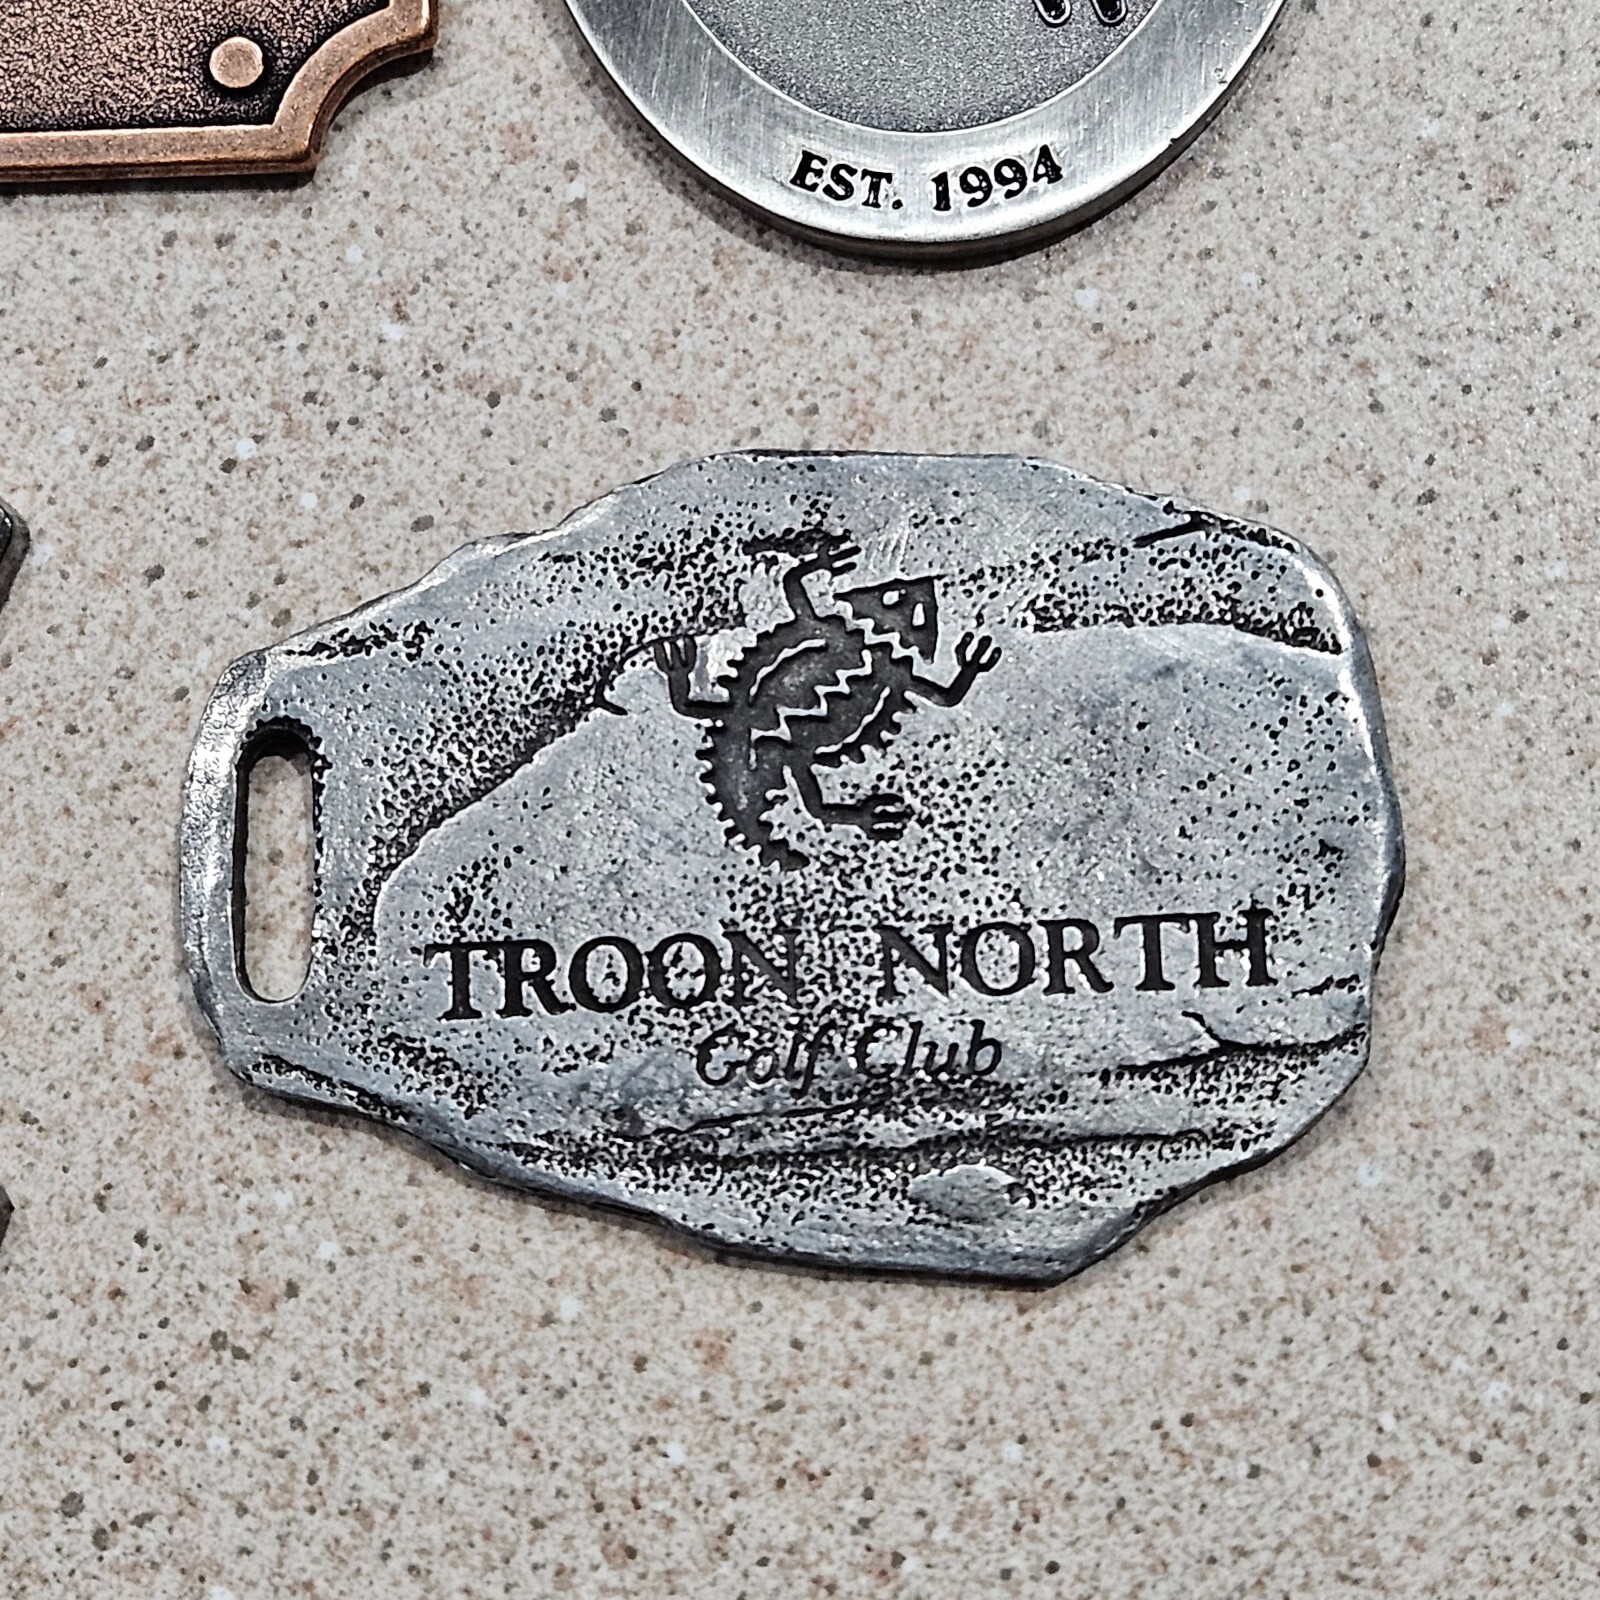 EST. 1994
TROON NORTH
Golf Club